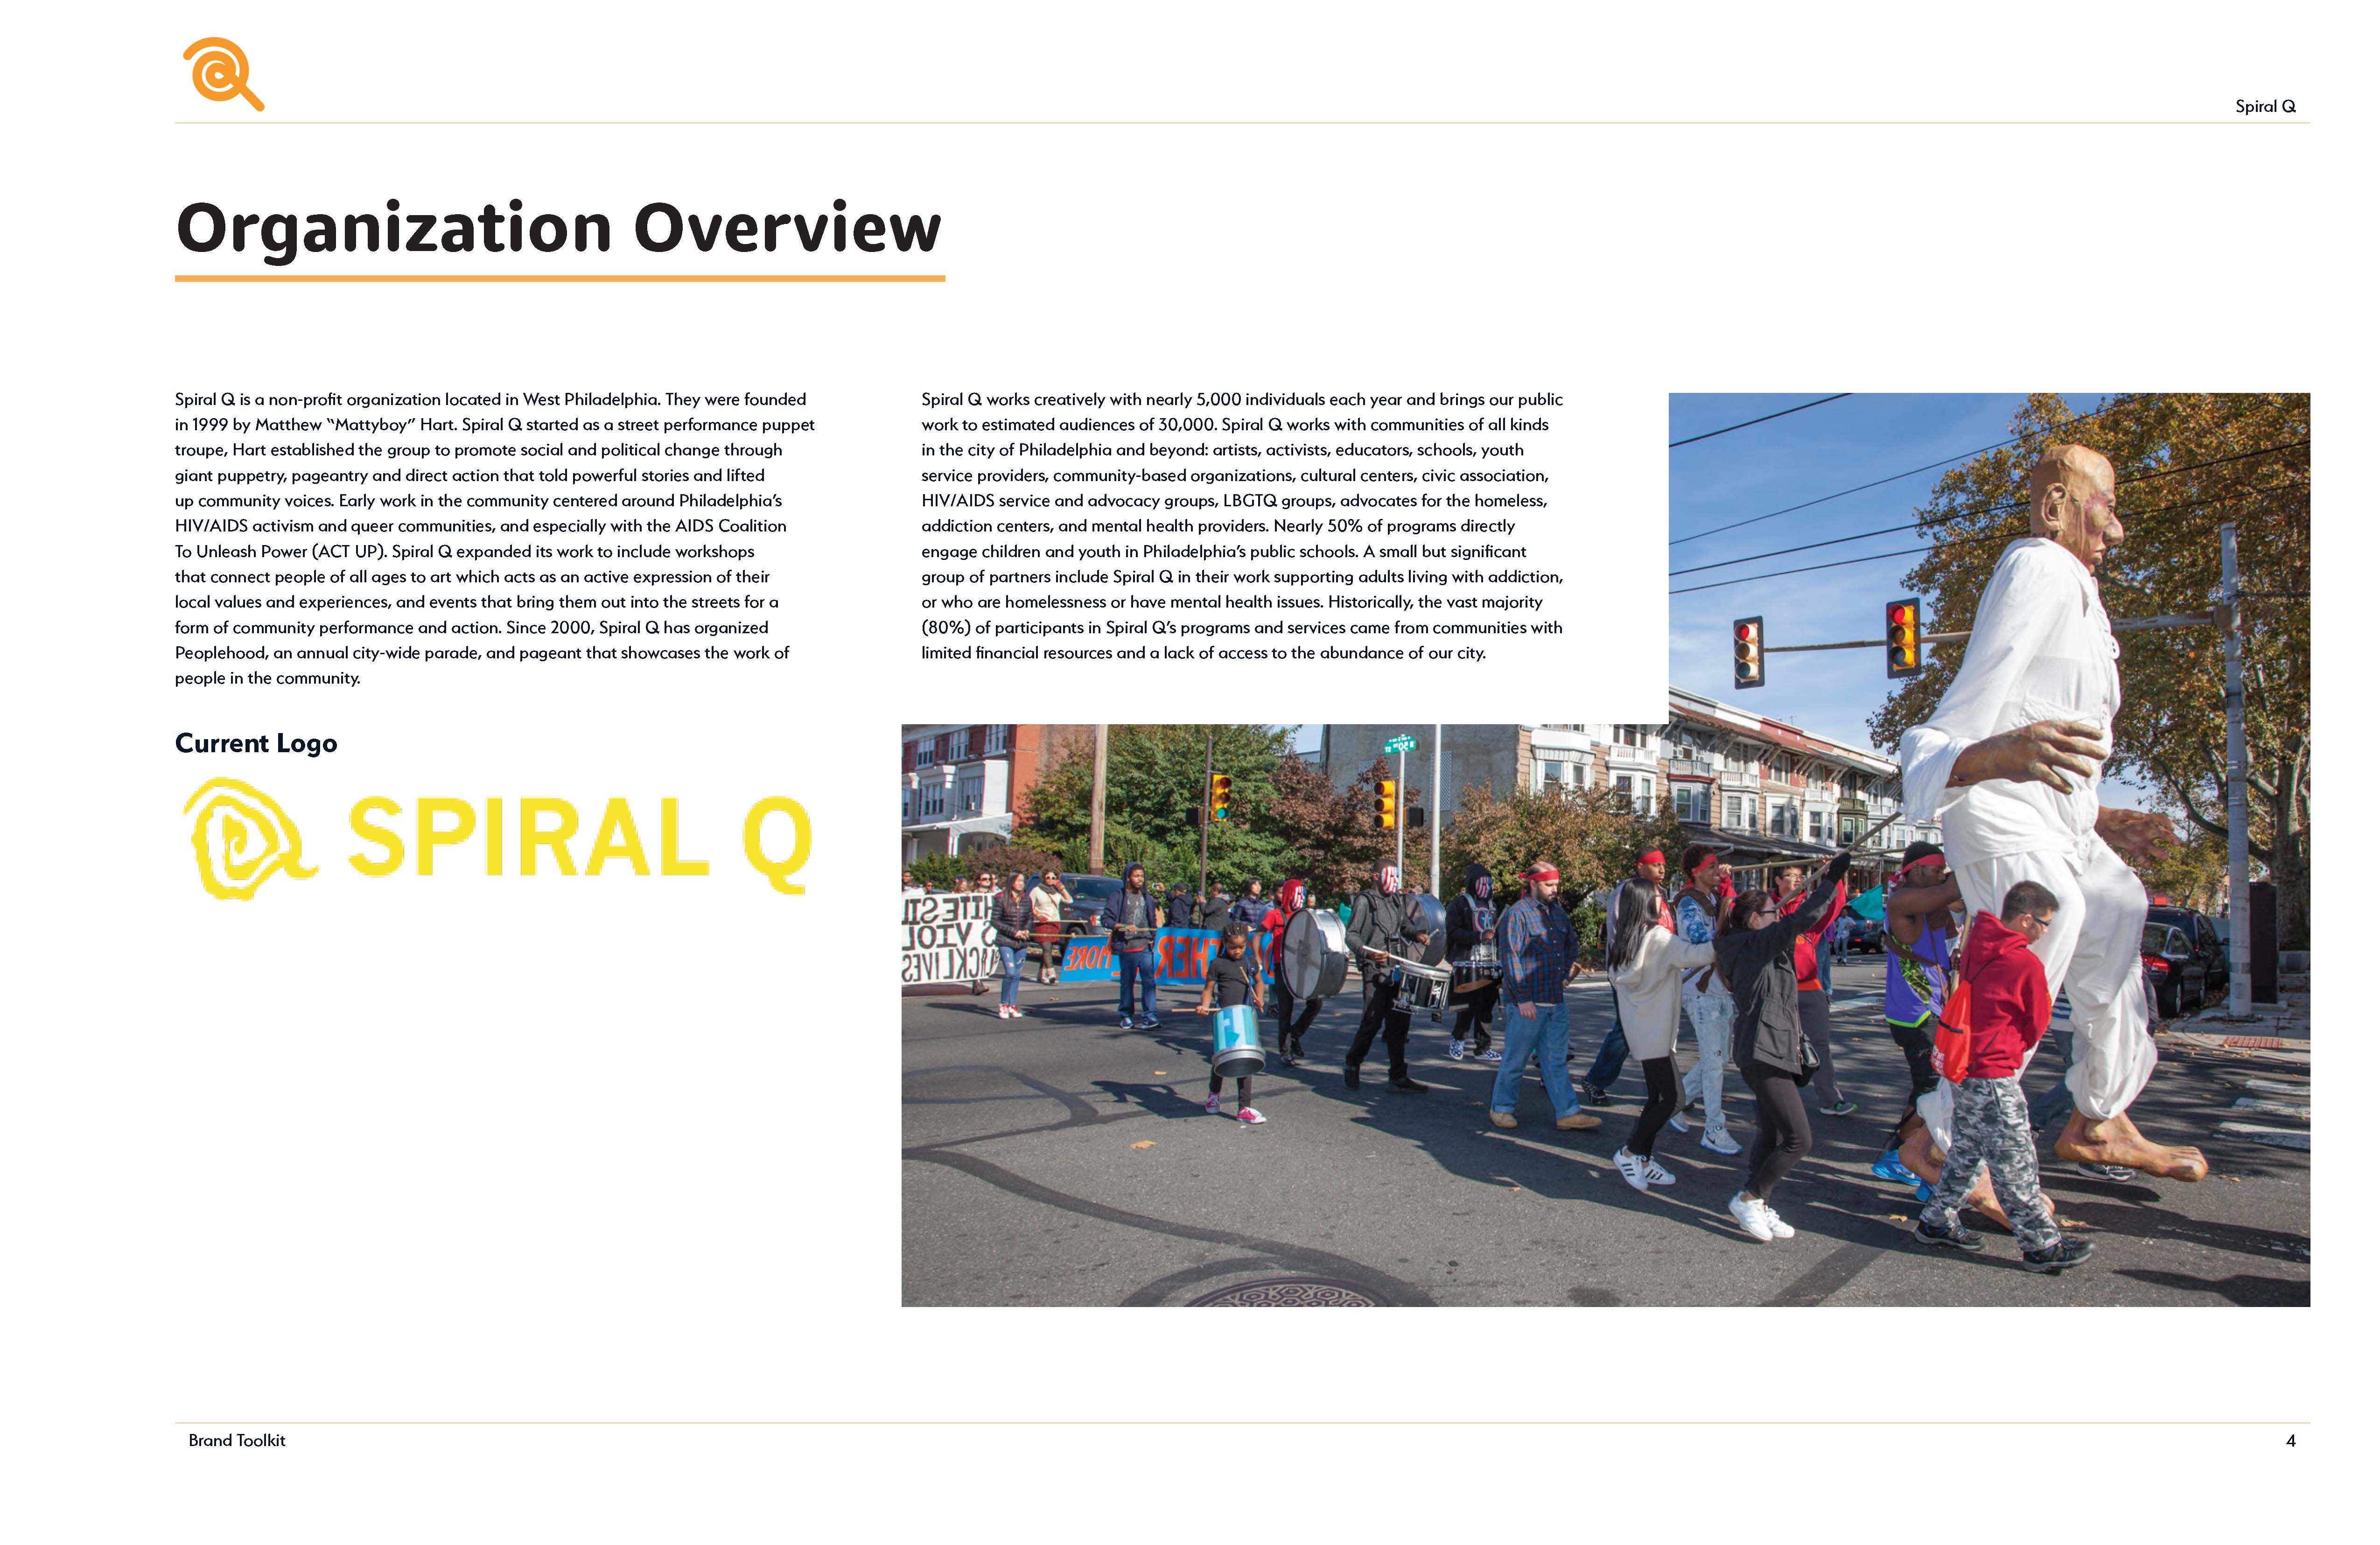 Spiral Q
Organization Overview
Spiral Q is a non-profit organization located in West Philadelphia. They were founded
in 1999 by Matthew “Mattyboy” Hart. Spiral Q started as a street performance puppet
troupe, Hart established the group to promote social and political change through
giant puppetry, pageantry and direct action that told powerful stories and lifted
up community voices. Early work in the community centered around Philadelphia’s
HIV/AIDS activism and queer communities, and especially with the AIDS Coalition
To Unleash Power (ACT UP). Spiral Q expanded its work to include workshops
that connect people of all ages to art which acts as an active expression of their
local values and experiences, and events that bring them out into the streets for a
form of community performance and action. Since 2000, Spiral Q has organized
Peoplehood, an annual city-wide parade, and pageant that showcases the work of
people in the community.
Current Logo
SPIRAL Q
Spiral Q works creatively with nearly 5,000 individuals each year and brings our public
work to estimated audiences of 30,000. Spiral Q works with communities of all kinds
in the city of Philadelphia and beyond: artists, activists, educators, schools, youth
service providers, community-based organizations, cultural centers, civic association,
HIV/AIDS service and advocacy groups, LBGTQ groups, advocates for the homeless,
addiction centers, and mental health providers. Nearly 50% of programs directly
engage children and youth in Philadelphia’s public schools. A small but significant
group of partners include Spiral Q in their work supporting adults living with addiction,
or who are homelessness or have mental health issues. Historically, the vast majority
(80%) of participants in Spiral Q’s programs and services came from communities with
limited financial resources and a lack of access to the abundance of our city.
MORE
Brand Toolkit
4